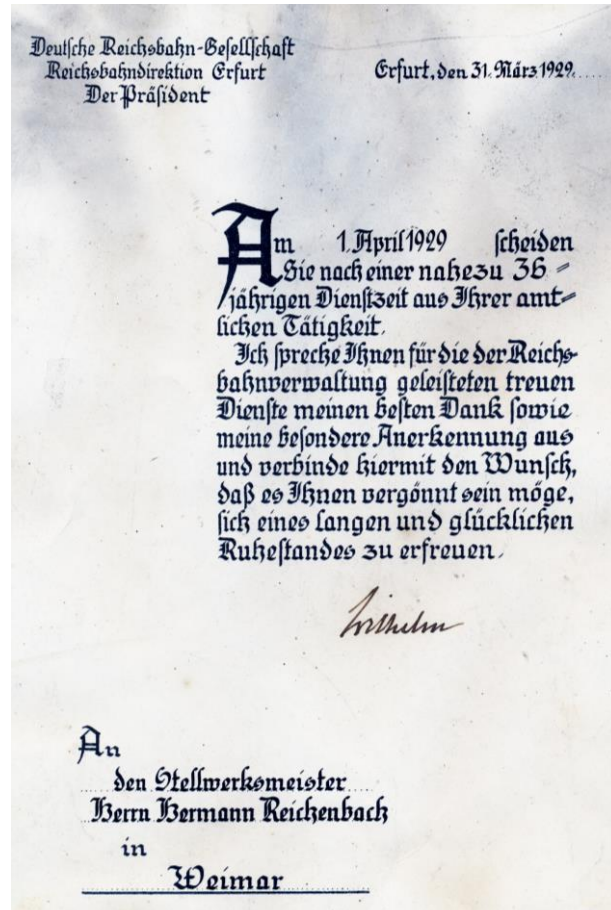 Deutsche Reichsbahn-Gesellschaft
Reichsbahndirektion Erfurt
Der Präsident
Erfurt, den 31. März 1929.
Am 1. April 1929 scheiden
Sie nach einer nahezu 36 =
jährigen Dienstzeit aus Ihrer amt=
lichen Tätigkeit.
Ich spreche Ihnen für die der Reichs-
bahnverwaltung geleisteten treuen
Dienste meinen besten Dank sowie
meine besondere Anerkennung aus
und verbinde hiermit den Wunsch,
daß es Ihnen vergönnt sein möge,
sich eines langen und glücklichen
Ruhestandes zu erfreuen.
Wilhelm
An
den Stellwerksmeister
Herrn Hermann Reichenbach
in
Weimar